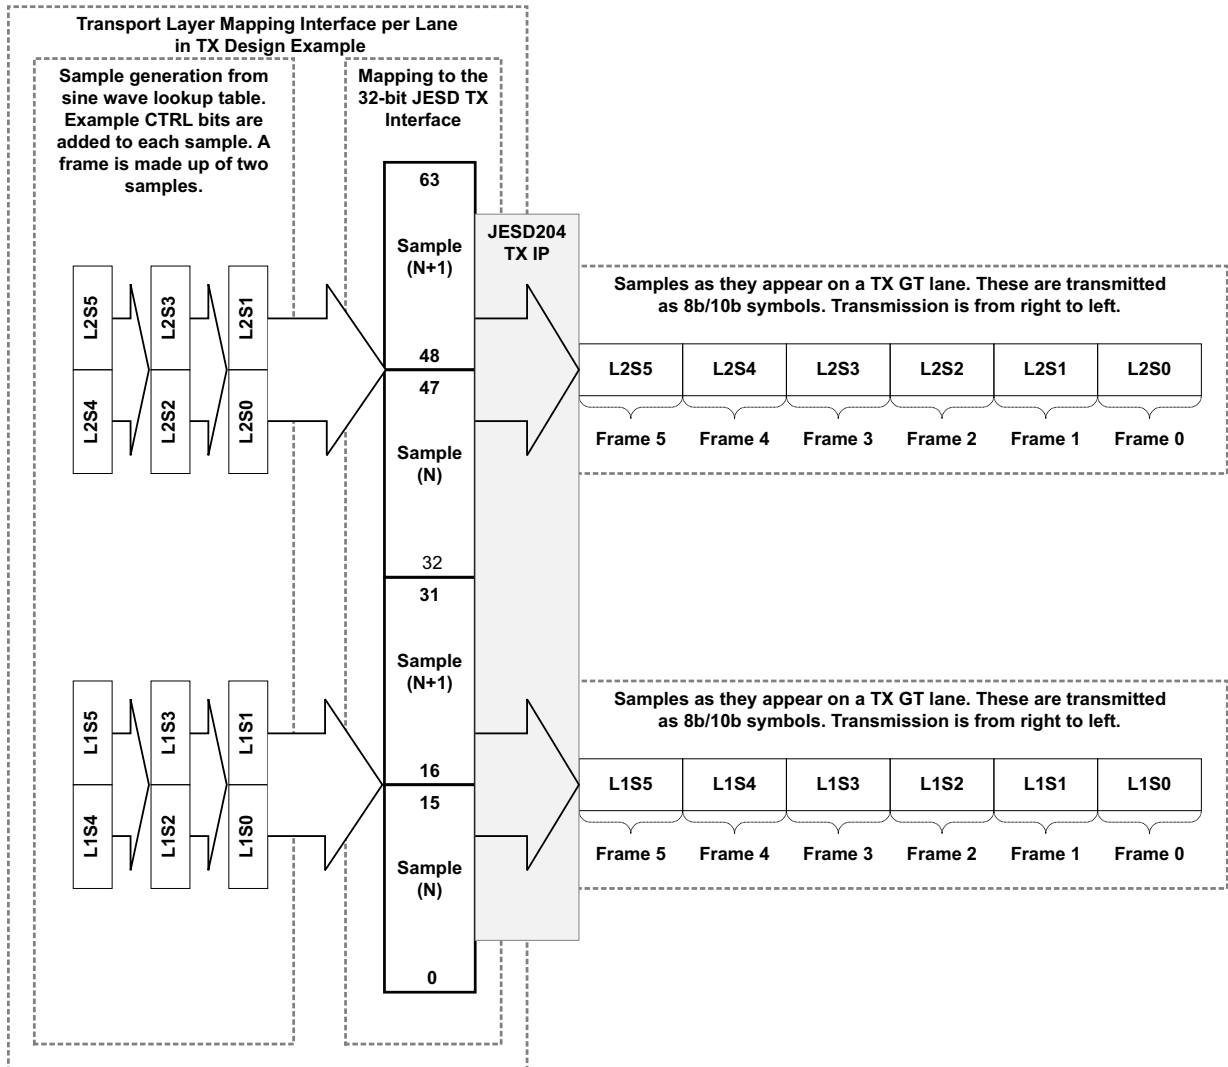 Transport Layer Mapping Interface per Lane
in TX Design Example
Sample generation from
sine wave lookup table.
Example CTRL bits are
added to each sample. A
frame is made up of two
samples.
Mapping to the
32-bit JESD TX
Interface
63
Sample
(N+1)
48
47
Sample
(N)
32
31
Sample
(N+1)
16
15
Sample
(N)
0
JESD204
TX IP
L2S5
L2S3
L2S1
L2S4
L2S2
L2S0
L1S5
L1S3
L1S1
L1S4
L1S2
L1S0
Samples as they appear on a TX GT lane. These are transmitted
as 8b/10b symbols. Transmission is from right to left.
L2S5 L2S4 L2S3 L2S2 L2S1 L2S0
Frame 5 Frame 4 Frame 3 Frame 2 Frame 1 Frame 0
Samples as they appear on a TX GT lane. These are transmitted
as 8b/10b symbols. Transmission is from right to left.
L1S5 L1S4 L1S3 L1S2 L1S1 L1S0
Frame 5 Frame 4 Frame 3 Frame 2 Frame 1 Frame 0